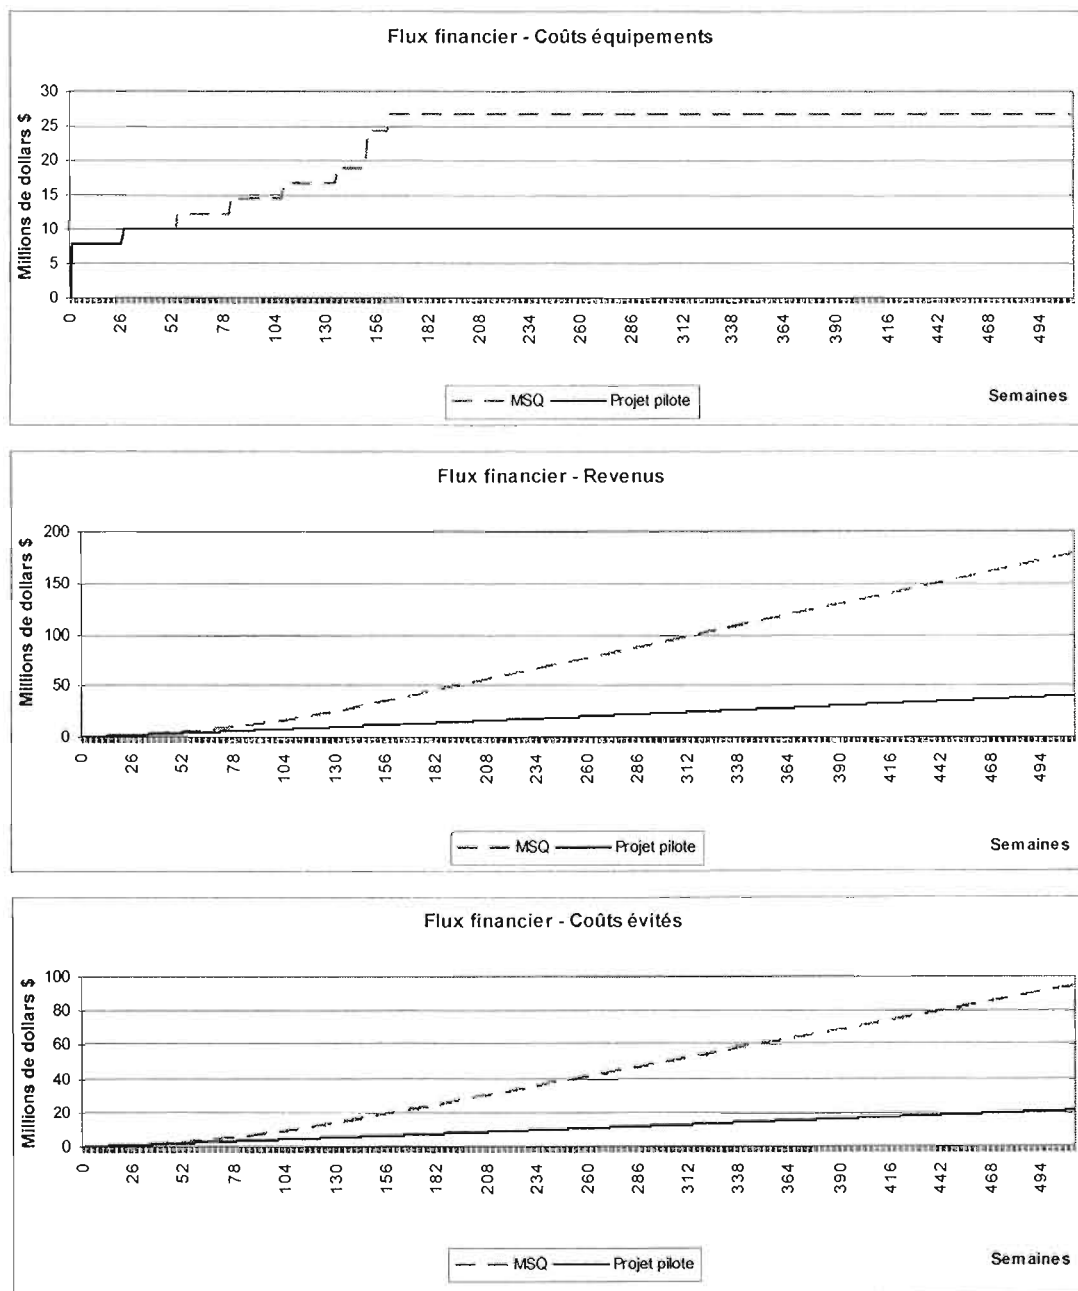 Flux financier - Coûts équipements
Millions de dollars $
30
25
20
15
10
5
0
0 26 52 78 104 130 156 182 208 234 260 286 312 338 364 390 416 442 468 494
Semaines
MSQ Projet pilote
Flux financier - Revenus
Millions de dollars $
200
150
100
50
0
0 26 52 78 104 130 156 182 208 234 260 286 312 338 364 390 416 442 468 494
Semaines
MSQ Projet pilote
Flux financier - Coûts évités
Millions de dollars $
100
80
60
40
20
0
0 26 52 78 104 130 156 182 208 234 260 286 312 338 364 390 416 442 468 494
Semaines
MSQ Projet pilote